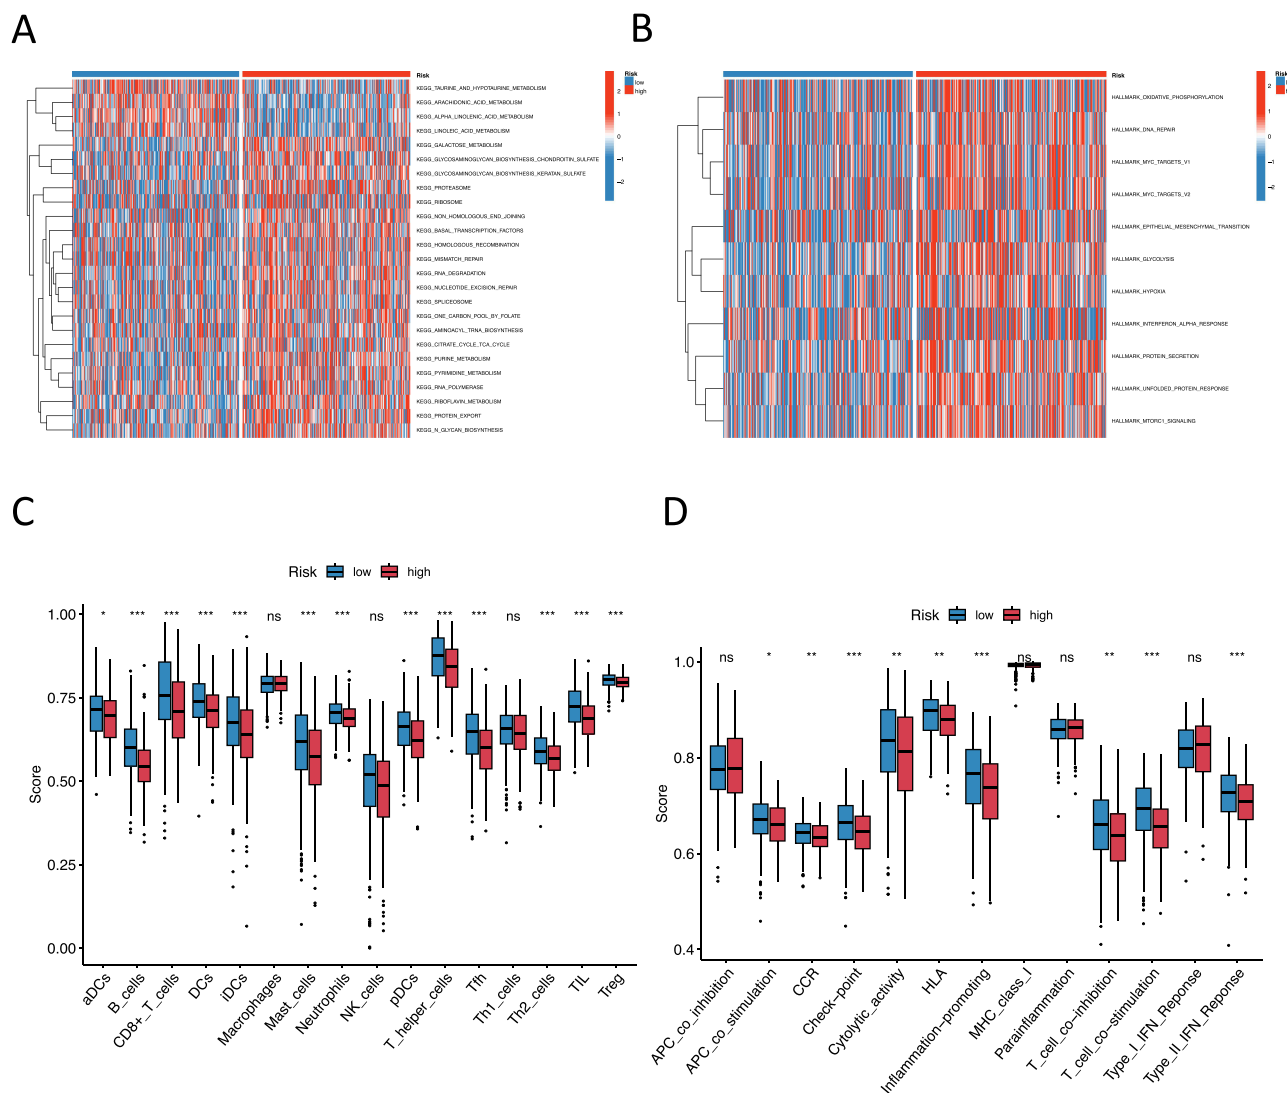 A
B
Risk
KEGG_TAURINE_AND_HYPOTAURINE_METABOLISM
KEGG_ARACHIDONIC_ACID_METABOLISM
KEGG_ALPHA_LINOLENIC_ACID_METABOLISM
KEGG_LINOLEIC_ACID_METABOLISM
KEGG_GALACTOSE_METABOLISM
KEGG_GLYCOSAMINOGLYCAN_BIOSYNTHESIS_CHONDROITIN_SULFATE
KEGG_GLYCOSAMINOGLYCAN_BIOSYNTHESIS_KERATAN_SULFATE
KEGG_PROTEASOME
KEGG_RIBOSOME
KEGG_NON_HOMOLOGOUS_END_JOINING
KEGG_BASAL_TRANSCRIPTION_FACTORS
KEGG_HOMOLOGOUS_RECOMBINATION
KEGG_MISMATCH_REPAIR
KEGG_RNA_DEGRADATION
KEGG_NUCLEOTIDE_EXCISION_REPAIR
KEGG_SPLICEOSOME
KEGG_ONE_CARBON_POOL_BY_FOLATE
KEGG_AMINOACYL_TRNA_BIOSYNTHESIS
KEGG_CITRATE_CYCLE_TCA_CYCLE
KEGG_PURINE_METABOLISM
KEGG_PYRIMIDINE_METABOLISM
KEGG_RNA_POLYMERASE
KEGG_RIBOFLAVIN_METABOLISM
KEGG_PROTEIN_EXPORT
KEGG_N_GLYCAN_BIOSYNTHESIS
2
1
0
−1
−2
Risk
low
high
Risk
HALLMARK_OXIDATIVE_PHOSPHORYLATION
HALLMARK_DNA_REPAIR
HALLMARK_MYC_TARGETS_V1
HALLMARK_MYC_TARGETS_V2
HALLMARK_EPITHELIAL_MESENCHYMAL_TRANSITION
HALLMARK_GLYCOLYSIS
HALLMARK_HYPOXIA
HALLMARK_INTERFERON_ALPHA_RESPONSE
HALLMARK_PROTEIN_SECRETION
HALLMARK_UNFOLDED_PROTEIN_RESPONSE
HALLMARK_MTORC1_SIGNALING
2
1
0
−1
−2
Risk
low
high
C
Risk low high
* *** *** *** *** ns *** *** ns *** *** *** ns *** *** ***
1.00
0.75
0.50
0.25
0.00
Score
aDCs
B_cells
CD8+_T_cells
DCs
iDCs
Macrophages
Mast_cells
Neutrophils
NK_cells
pDCs
T_helper_cells
Tfh
Th1_cells
Th2_cells
TIL
Treg
D
Risk low high
ns * ** *** ** ** *** ns ns ** *** ns ***
1.0
0.8
0.6
0.4
Score
APC_co_inhibition
APC_co_stimulation
CCR
Check−point
Cytolytic_activity
HLA
Inflammation−promoting
MHC_class_I
Parainflammation
T_cell_co−inhibition
T_cell_co−stimulation
Type_I_IFN_Reponse
Type_II_IFN_Reponse